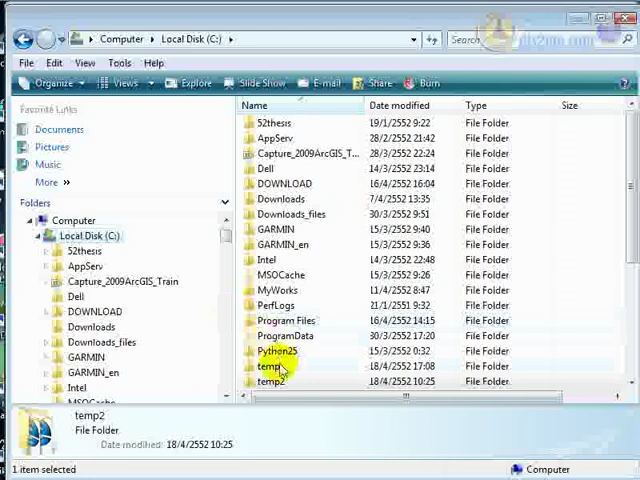 div2mo.com
Computer Local Disk (C:) Search
File Edit View Tools Help
Organize Views Explore Slide Show E-mail Share Burn
Favorite Links
Documents
Pictures
Music
More »
Folders
Computer
Local Disk (C:)
52thesis
AppServ
Capture_2009ArcGIS_Train
Dell
DOWNLOAD
Downloads
Downloads_files
GARMIN
GARMIN_en
Intel
MSOCache
Name Date modified Type Size
52thesis 19/1/2552 9:22 File Folder
AppServ 28/2/2552 21:42 File Folder
Capture_2009ArcGIS_T... 28/3/2552 22:24 File Folder
Dell 14/3/2552 23:14 File Folder
DOWNLOAD 16/4/2552 16:04 File Folder
Downloads 7/4/2552 13:35 File Folder
Downloads_files 30/3/2552 9:51 File Folder
GARMIN 15/3/2552 9:40 File Folder
GARMIN_en 15/3/2552 9:36 File Folder
Intel 14/3/2552 22:48 File Folder
MSOCache 15/3/2552 9:26 File Folder
MyWorks 11/4/2552 8:47 File Folder
PerfLogs 21/1/2551 9:32 File Folder
Program Files 16/4/2552 14:15 File Folder
ProgramData 30/3/2552 17:20 File Folder
Python25 15/3/2552 0:32 File Folder
temp 18/4/2552 17:08 File Folder
temp2 18/4/2552 10:25 File Folder
temp2
File Folder
Date modified: 18/4/2552 10:25
1 item selected Computer